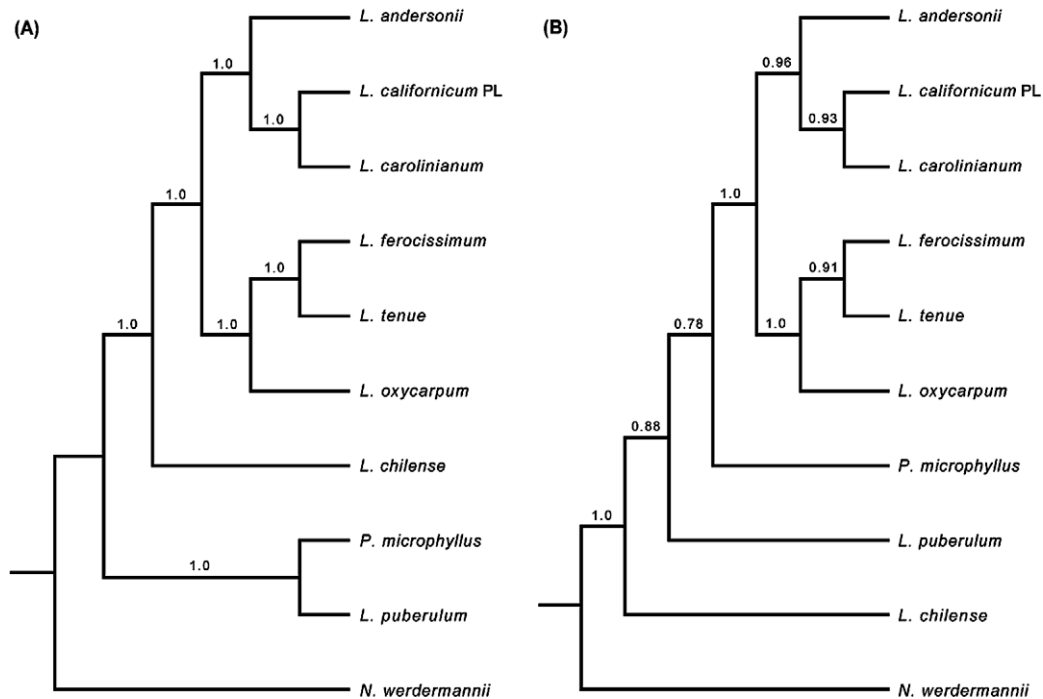 (A)
L. andersonii
1.0
L. californicum PL
1.0
L. carolinianum
1.0
L. ferocissimum
1.0
L. tenue
1.0
1.0
L. oxycarpum
L. chilense
P. microphyllus
1.0
L. puberulum
N. werdermannii
(B)
L. andersonii
0.96
L. californicum PL
0.93
L. carolinianum
1.0
L. ferocissimum
0.91
L. tenue
0.78
1.0
L. oxycarpum
0.88
P. microphyllus
1.0
L. puberulum
L. chilense
N. werdermannii